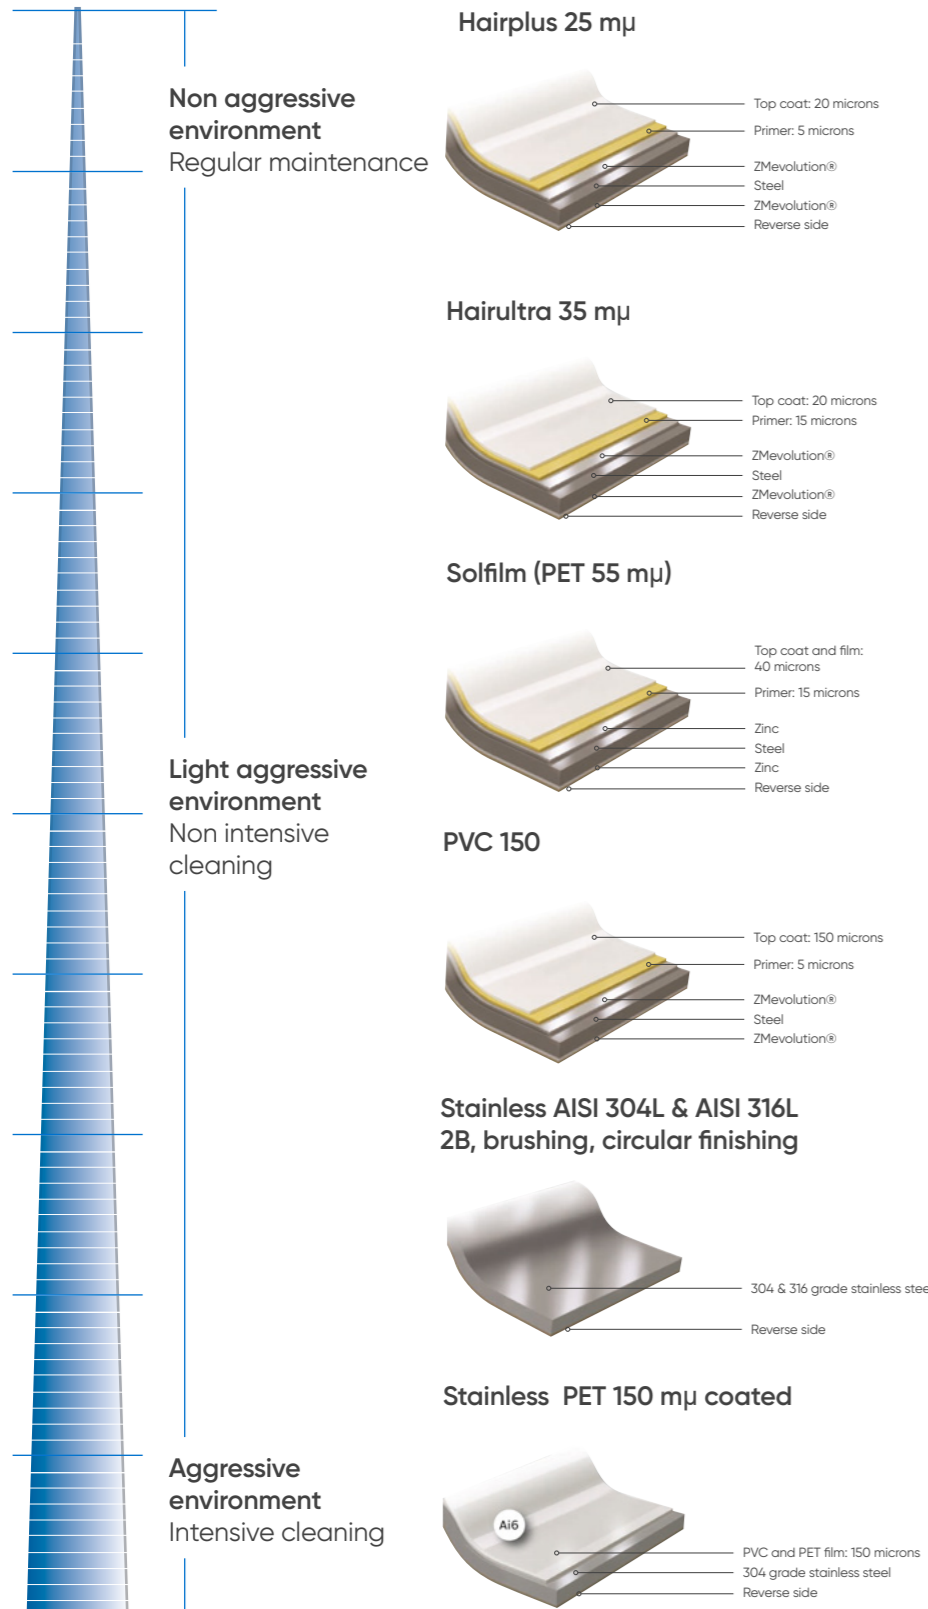 Hairplus 25 mµ
Non aggressive
environment
Regular maintenance
Top coat: 20 microns
Primer: 5 microns
ZMevolution®
Steel
ZMevolution®
Reverse side
Hairultra 35 mµ
Top coat: 20 microns
Primer: 15 microns
ZMevolution®
Steel
ZMevolution®
Reverse side
Solfilm (PET 55 mµ)
Top coat and film:
40 microns
Primer: 15 microns
Zinc
Steel
Zinc
Reverse side
Light aggressive
environment
Non intensive
cleaning
PVC 150
Top coat: 150 microns
Primer: 5 microns
ZMevolution®
Steel
ZMevolution®
Stainless AISI 304L & AISI 316L
2B, brushing, circular finishing
304 & 316 grade stainless stee
Reverse side
Stainless PET 150 mµ coated
Aggressive
environment
Intensive cleaning
Ai6
PVC and PET film: 150 microns
304 grade stainless steel
Reverse side